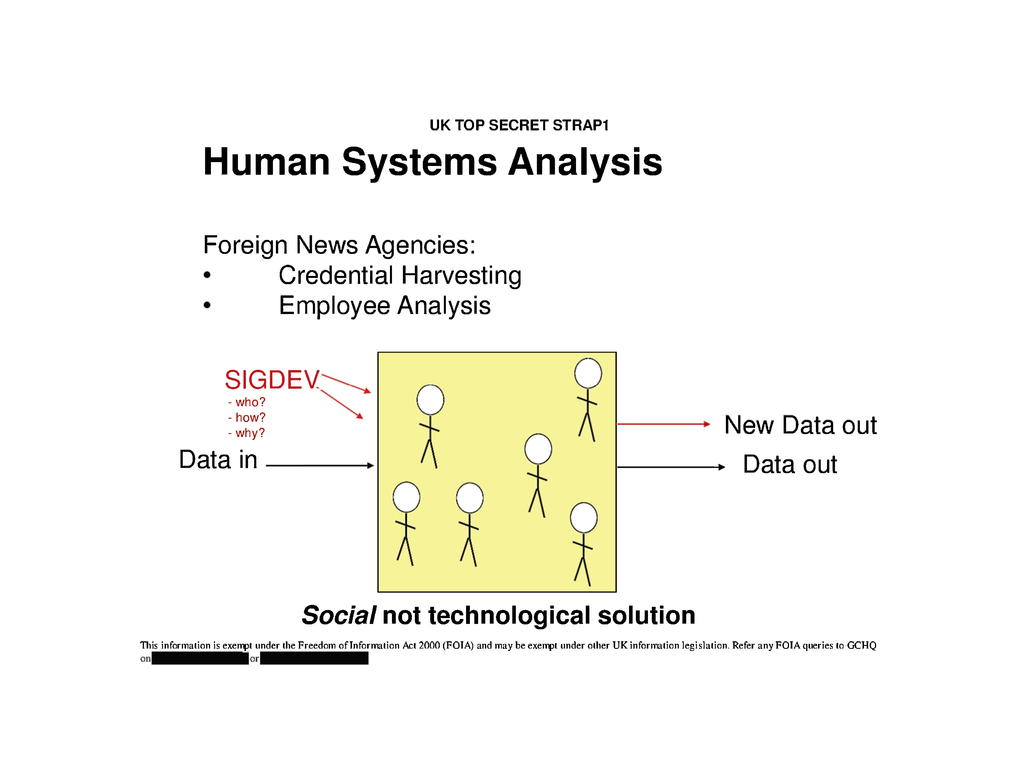 UK TOP SECRET STRAP1
Human Systems Analysis
Foreign News Agencies:
• Credential Harvesting
• Employee Analysis
SIGDEV
- who?
- how?
- why?
Data in
New Data out
Data out
Social not technological solution
This information is exempt under the Freedom of Information Act 2000 (FOIA) and may be exempt under other UK information legislation. Refer any FOIA queries to GCHQ
on or